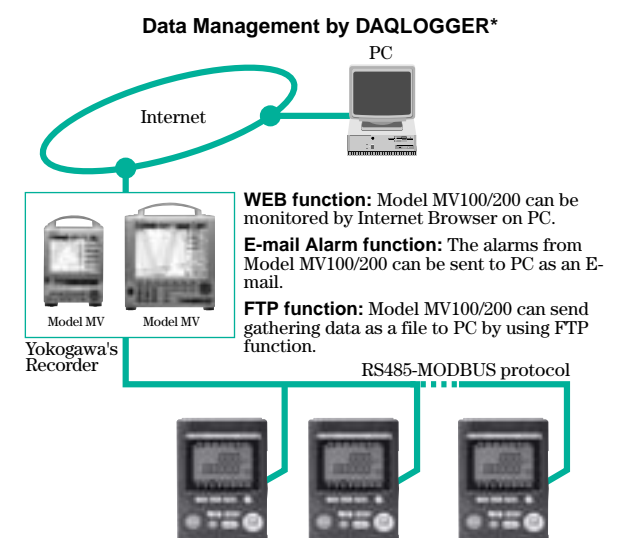 Data Management by DAQLOGGER*
PC
Internet
WEB function: Model MV100/200 can be
monitored by Internet Browser on PC.
E-mail Alarm function: The alarms from
Model MV100/200 can be sent to PC as an E-
mail.
FTP function: Model MV100/200 can send
gathering data as a file to PC by using FTP
function.
Model MV
Model MV
Yokogawa's
Recorder
RS485-MODBUS protocol